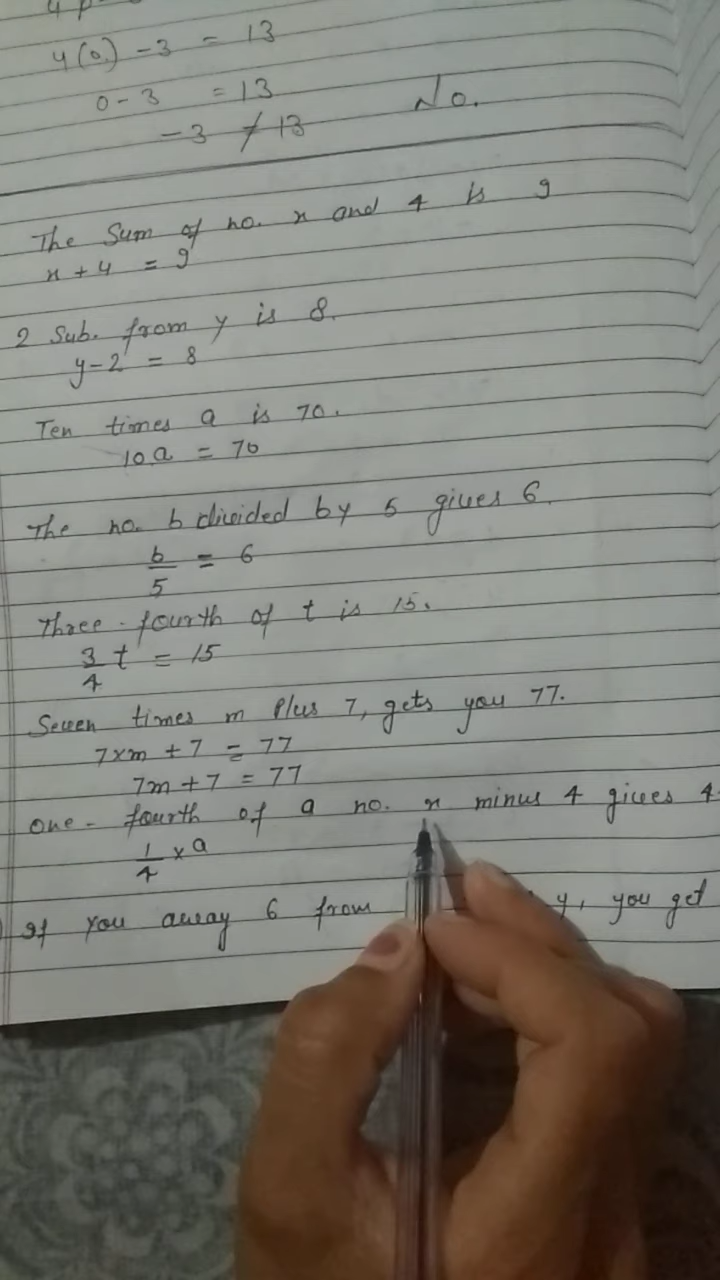 4(0) - 3 = 13
0 - 3 = 13
-3 ≠ 13 No.
The Sum of no. x and 4 is 9
x + 4 = 9
2 Sub. from y is 8.
y - 2 = 8
Ten times a is 70.
10a = 70
The no. b divided by 5 gives 6.
b/5 = 6
Three-fourth of t is 15.
3/4 t = 15
Seven times m Plus 7, gets you 77.
7xm + 7 = 77
7m + 7 = 77
One-fourth of a no. x minus 4 gives 4
1/4 x a
If you away 6 from y, you get